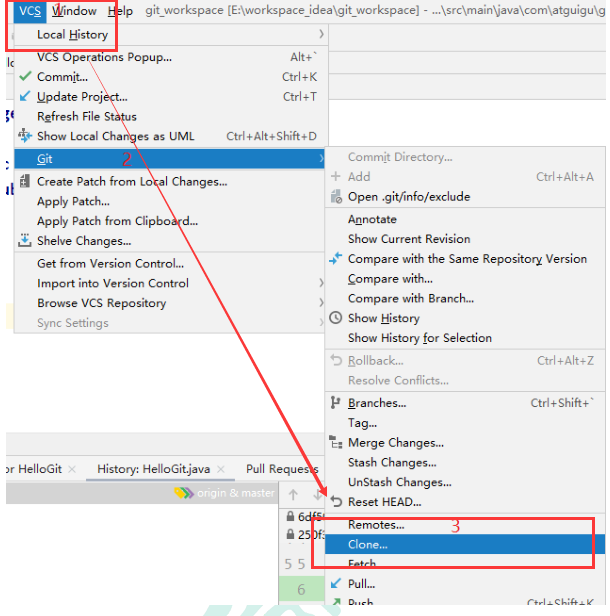 VCS Window Help git_workspace [E:\workspace_idea\git_workspace] - ...\src\main\java\com\atguigu\g
1
Local History
VCS Operations Popup... Alt+`
Commit... Ctrl+K
Update Project... Ctrl+T
Refresh File Status
Show Local Changes as UML Ctrl+Alt+Shift+D
Git 2
Create Patch from Local Changes...
Apply Patch...
Apply Patch from Clipboard...
Shelve Changes...
Get from Version Control...
Import into Version Control
Browse VCS Repository
Sync Settings
Commit Directory...
Add Ctrl+Alt+A
Open .git/info/exclude
Annotate
Show Current Revision
Compare with the Same Repository Version
Compare with...
Compare with Branch...
Show History
Show History for Selection
Rollback... Ctrl+Alt+Z
Resolve Conflicts...
Branches... Ctrl+Shift+`
Tag...
Merge Changes...
Stash Changes...
UnStash Changes...
Reset HEAD...
Remotes... 3
Clone...
Fetch
Pull...
Push Ctrl+Shift+K
or HelloGit History: HelloGit.java Pull Requests
origin & master
6df5
250f3
5 5
6